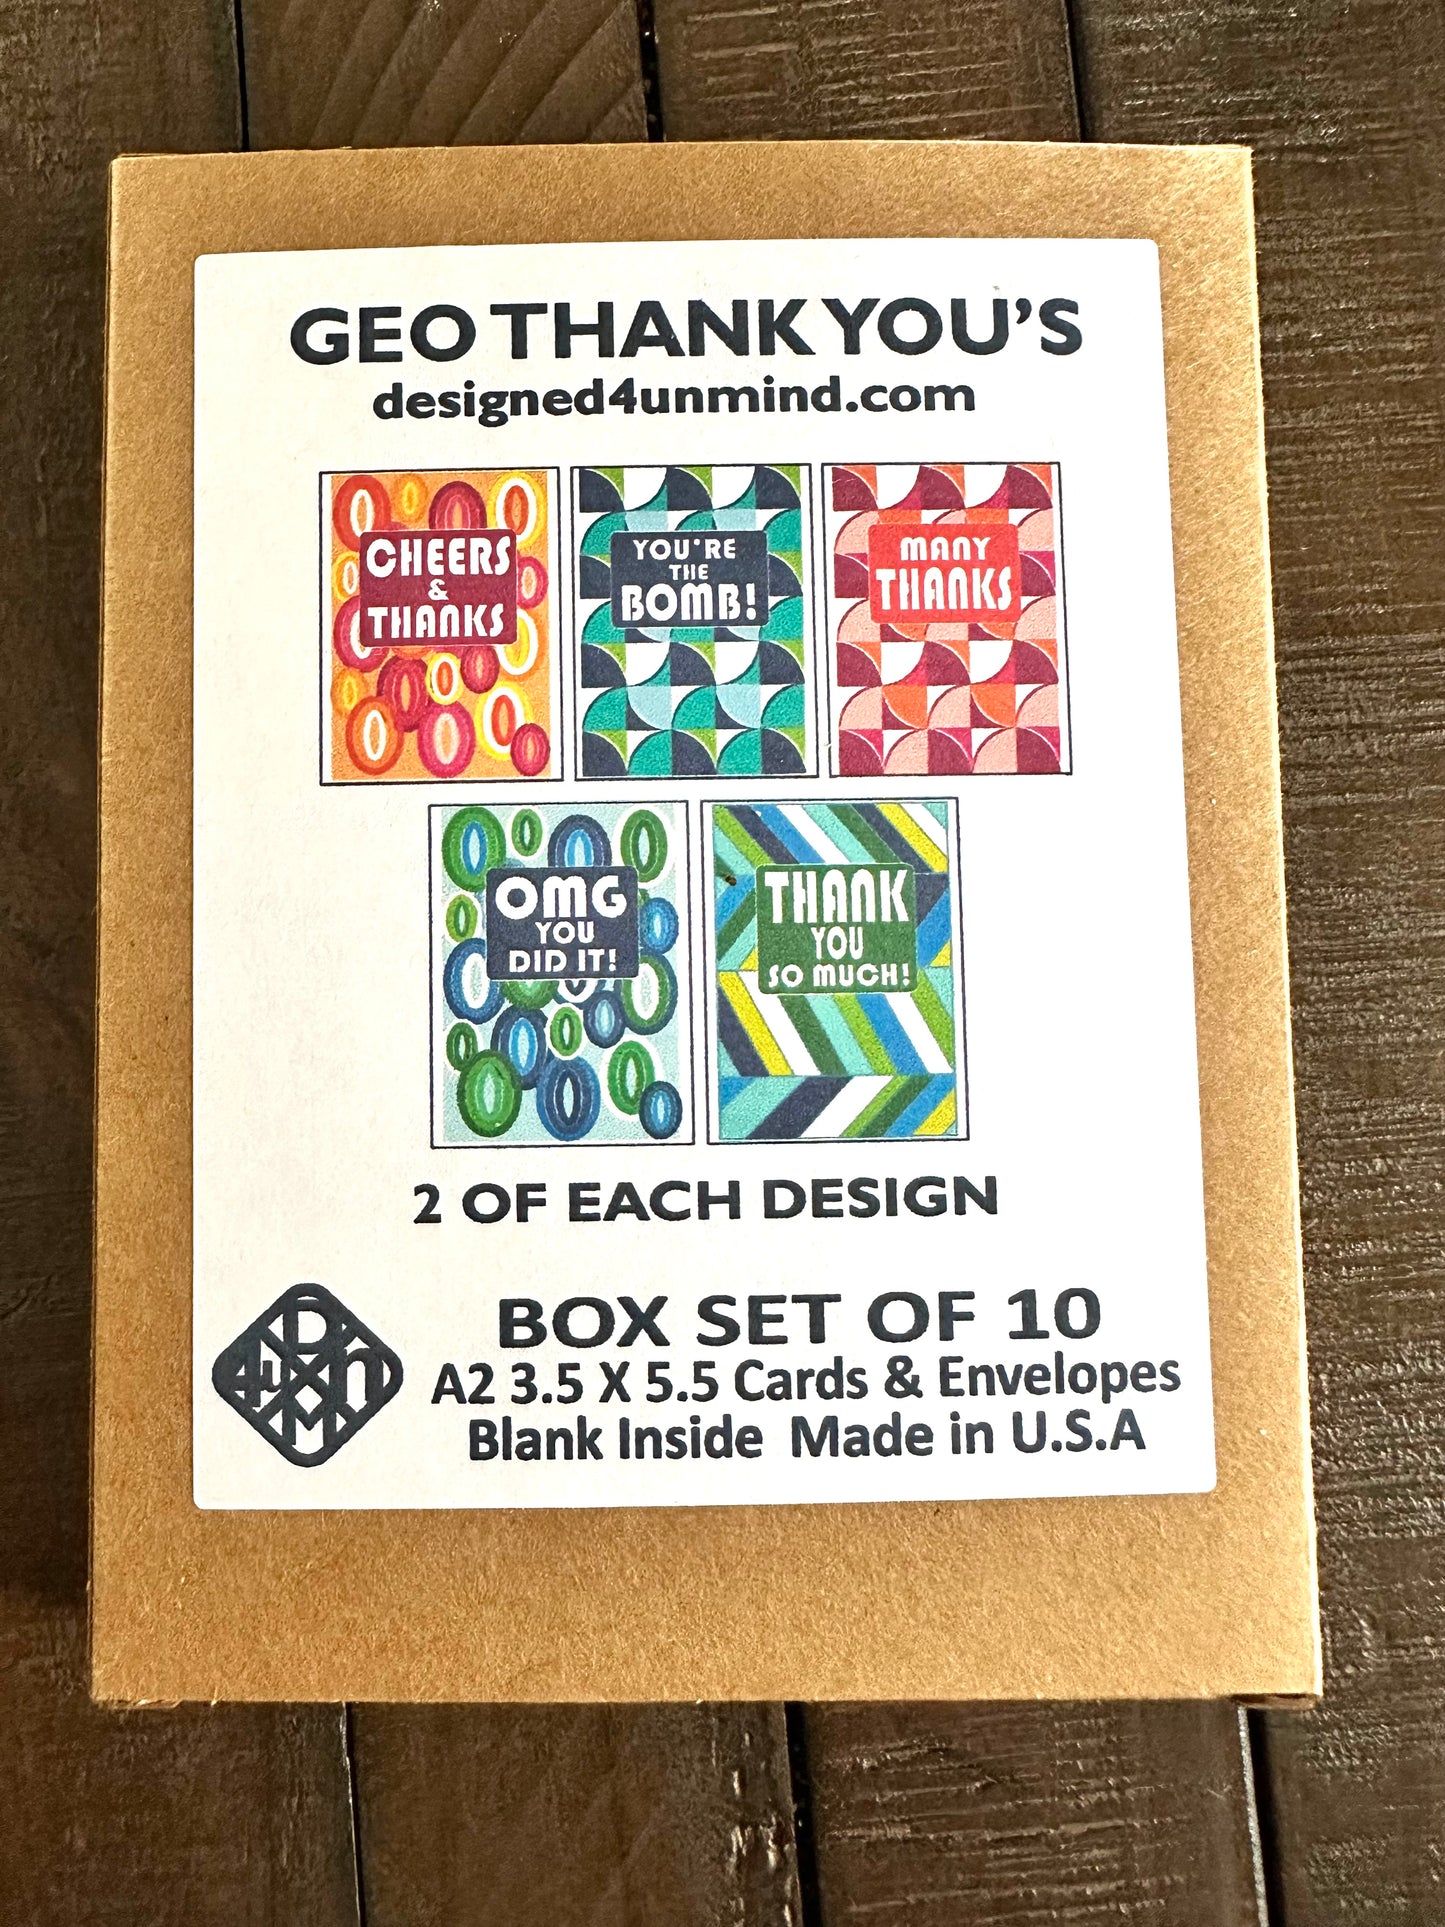 GEO THANK YOU'S
designed4unmind.com
CHEERS
&
THANKS
YOU'RE
THE
BOMB!
MANY
THANKS
OMG
YOU
DID IT!
THANK
YOU
SO MUCH!
2 OF EACH DESIGN
BOX SET OF 10
A2 3.5 X 5.5 Cards & Envelopes
Blank Inside Made in U.S.A
D
4u n
M